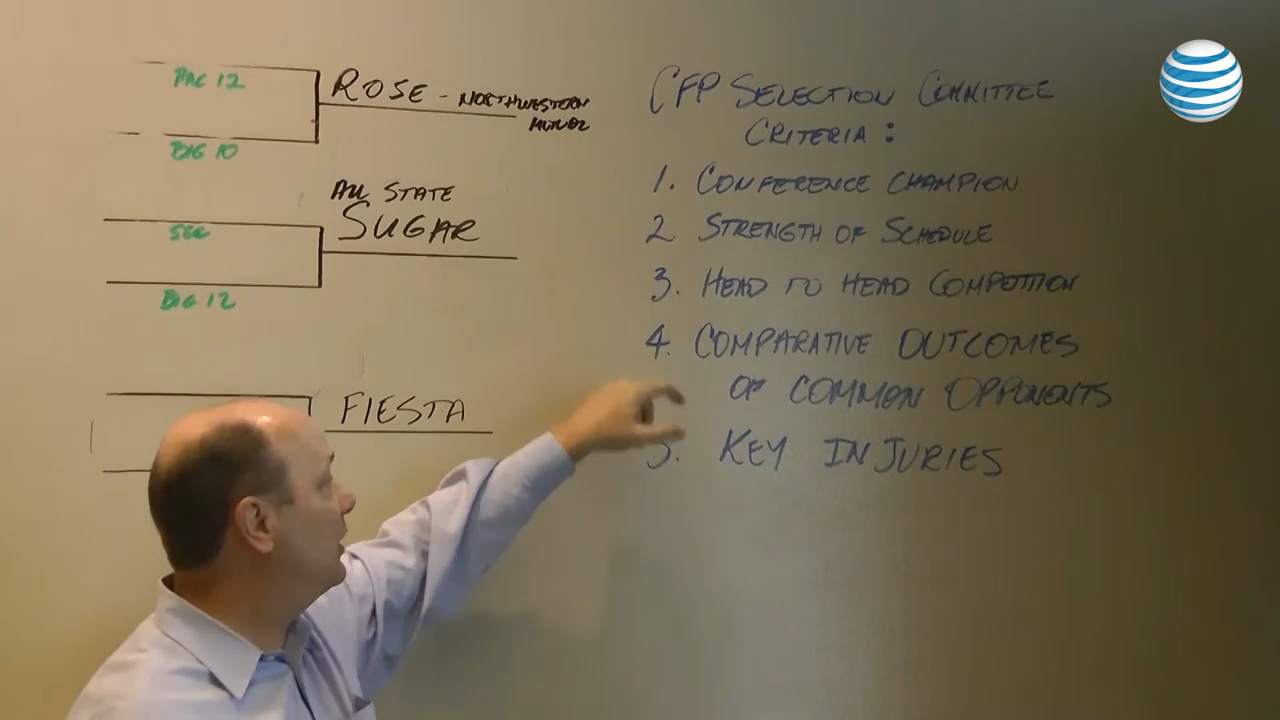 PAC 12
ROSE - NORTHWESTERN
MUTUAL
BIG 10
ALL STATE
SUGAR
SEC
BIG 12
FIESTA
CFP SELECTION COMMITTEE
CRITERIA:
1. CONFERENCE CHAMPION
2 STRENGTH OF SCHEDULE
3. HEAD TO HEAD COMPETITION
4. COMPARATIVE OUTCOMES
OF COMMON OPPONENTS
5. KEY INJURIES